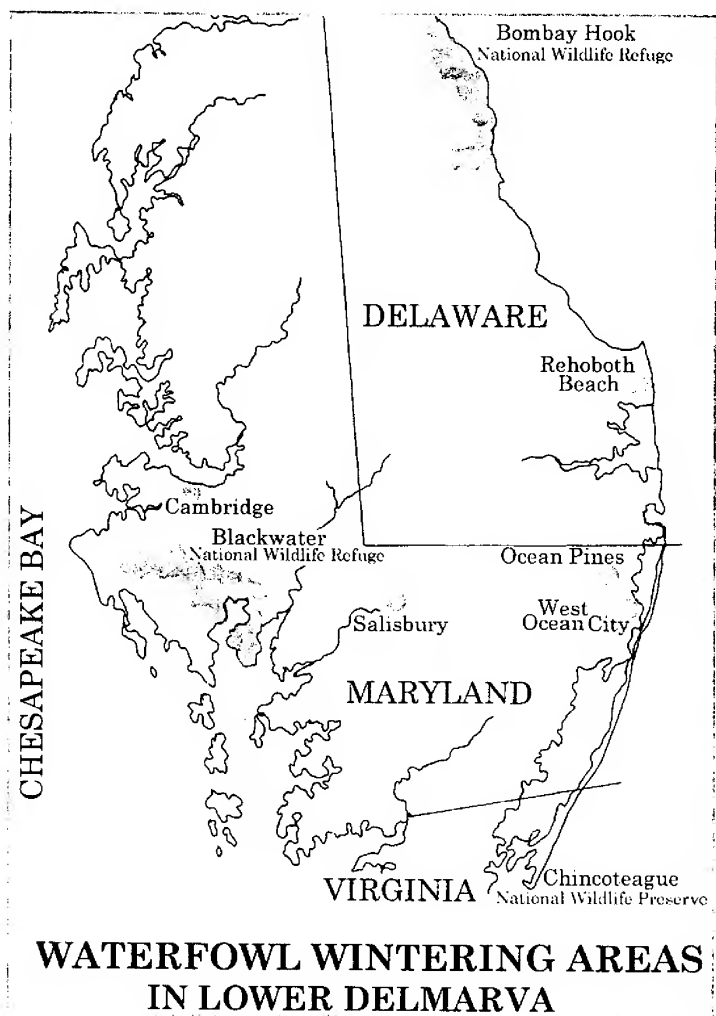 Bombay Hook
National Wildlife Refuge
DELAWARE
Rehoboth
Beach
Cambridge
Blackwater
National Wildlife Refuge
Ocean Pines
West
Ocean City
Salisbury
CHESAPEAKE BAY
MARYLAND
VIRGINIA
Chincoteague
National Wildlife Preserve
WATERFOWL WINTERING AREAS
IN LOWER DELMARVA